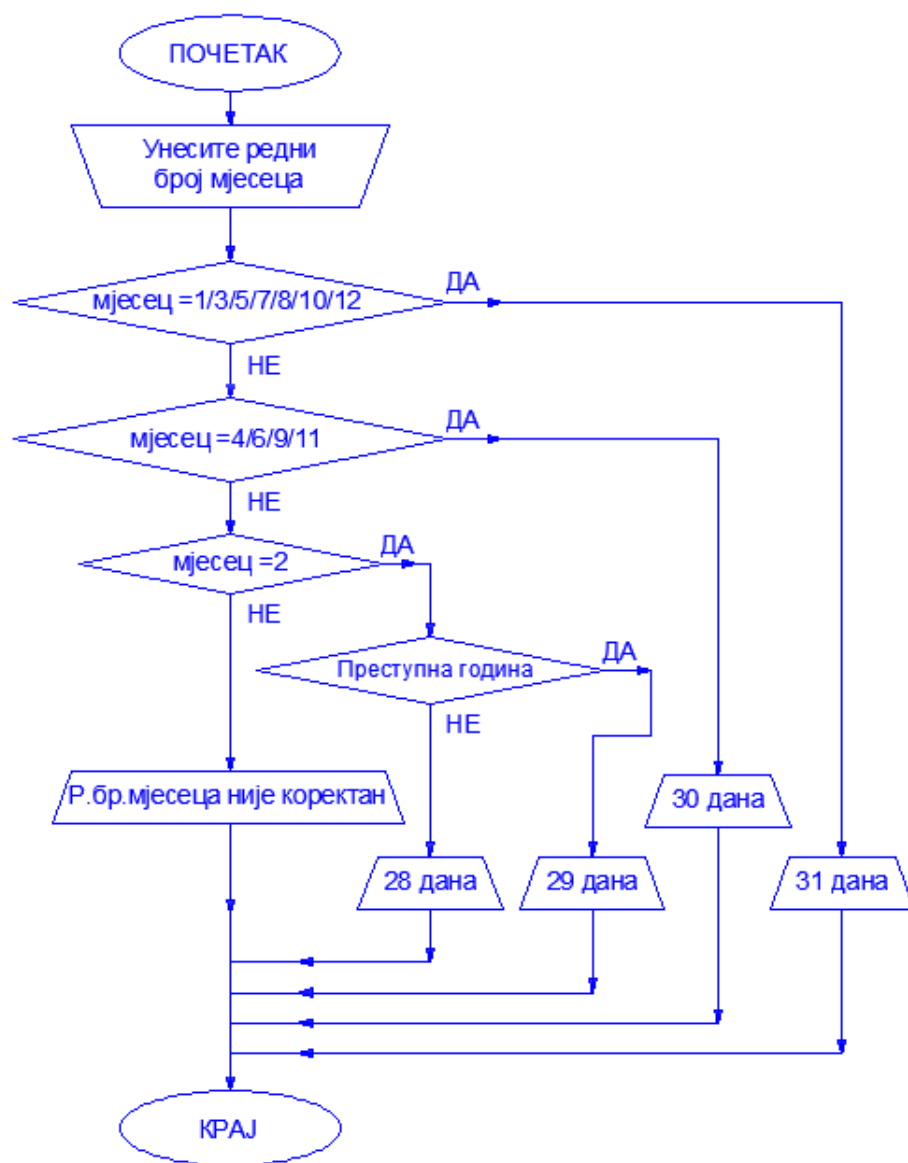 ПОЧЕТАК
Унесите редни
број мјесеца
мјесец =1/3/5/7/8/10/12
ДА
НЕ
мјесец =4/6/9/11
ДА
НЕ
мјесец =2
ДА
НЕ
Преступна година
ДА
НЕ
Р.бр.мјесеца није коректан
30 дана
28 дана
29 дана
31 дана
КРАЈ